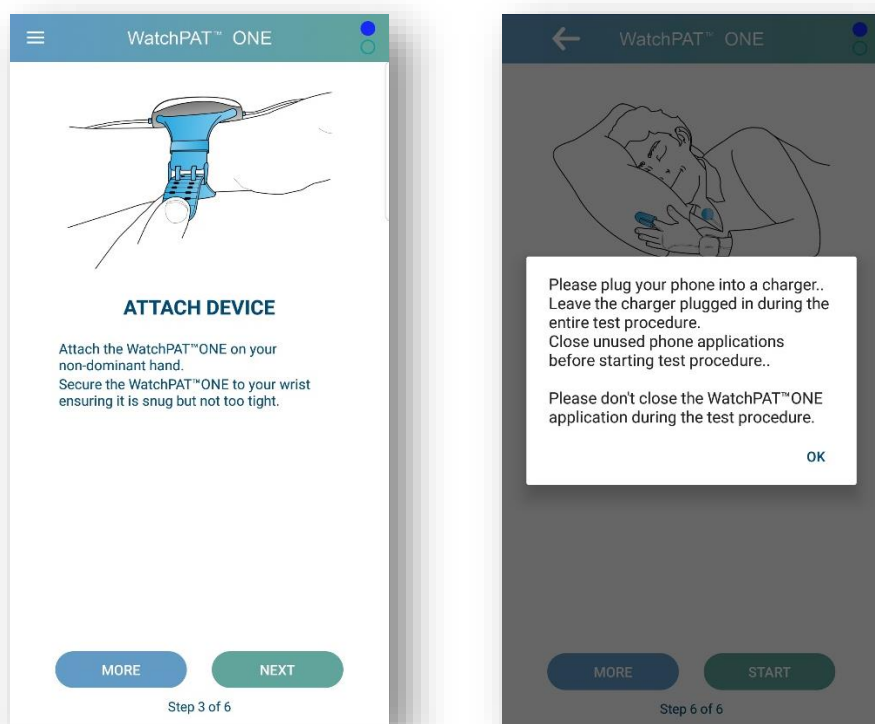 WatchPAT™ ONE
ATTACH DEVICE
Attach the WatchPAT™ONE on your
non-dominant hand.
Secure the WatchPAT™ONE to your wrist
ensuring it is snug but not too tight.
MORE
NEXT
Step 3 of 6
WatchPAT™ ONE
Please plug your phone into a charger..
Leave the charger plugged in during the
entire test procedure.
Close unused phone applications
before starting test procedure..
Please don't close the WatchPAT™ONE
application during the test procedure.
OK
MORE
START
Step 6 of 6